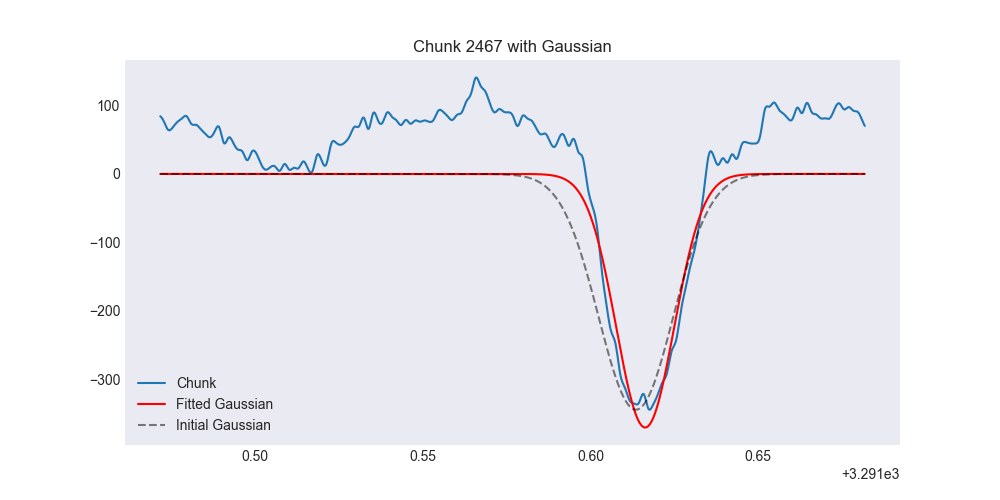 Chunk 2467 with Gaussian
100
0
−100
−200
−300
Chunk
Fitted Gaussian
Initial Gaussian
0.50 0.55 0.60 0.65
+3.291e3